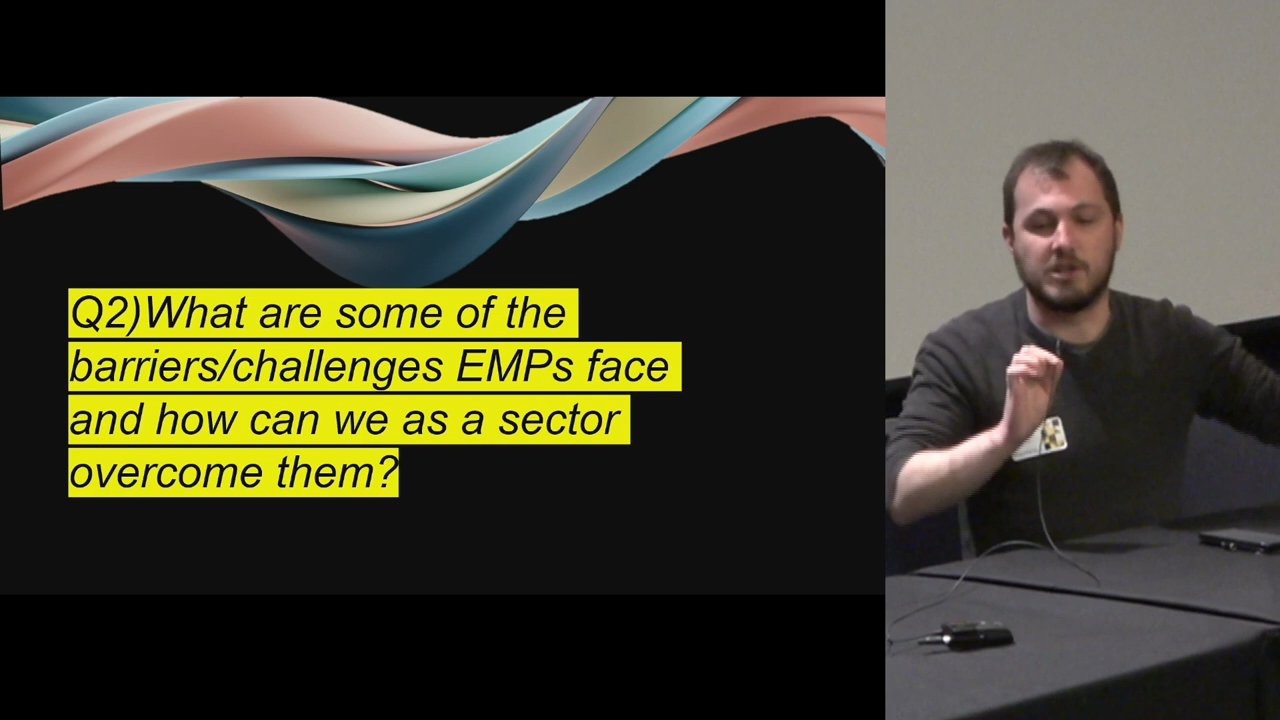 Q2)What are some of the
barriers/challenges EMPs face
and how can we as a sector
overcome them?